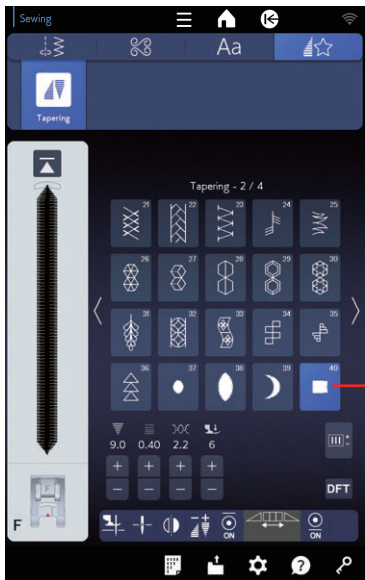 Sewing
Aa
Tapering
Tapering - 2 / 4
21 22 23 24 25
26 27 28 29 30
31 32 33 34 35
36 37 38 39 40
9.0 0.40 2.2 6
+ + + +
− − − −
DFT
F
F
ON ON
?